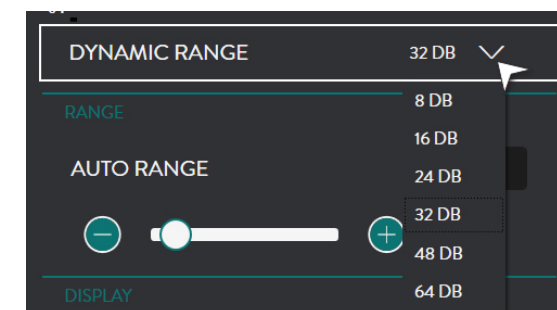 DYNAMIC RANGE 32 DB
8 DB
RANGE
16 DB
AUTO RANGE
24 DB
32 DB
48 DB
DISPLAY
64 DB